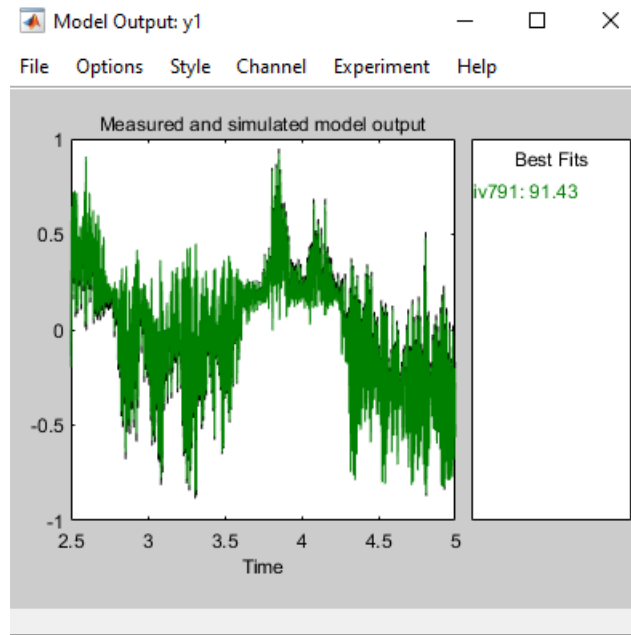 Model Output: y1
File Options Style Channel Experiment Help
Measured and simulated model output
1
0.5
0
-0.5
-1
2.5 3 3.5 4 4.5 5
Time
Best Fits
iv791: 91.43